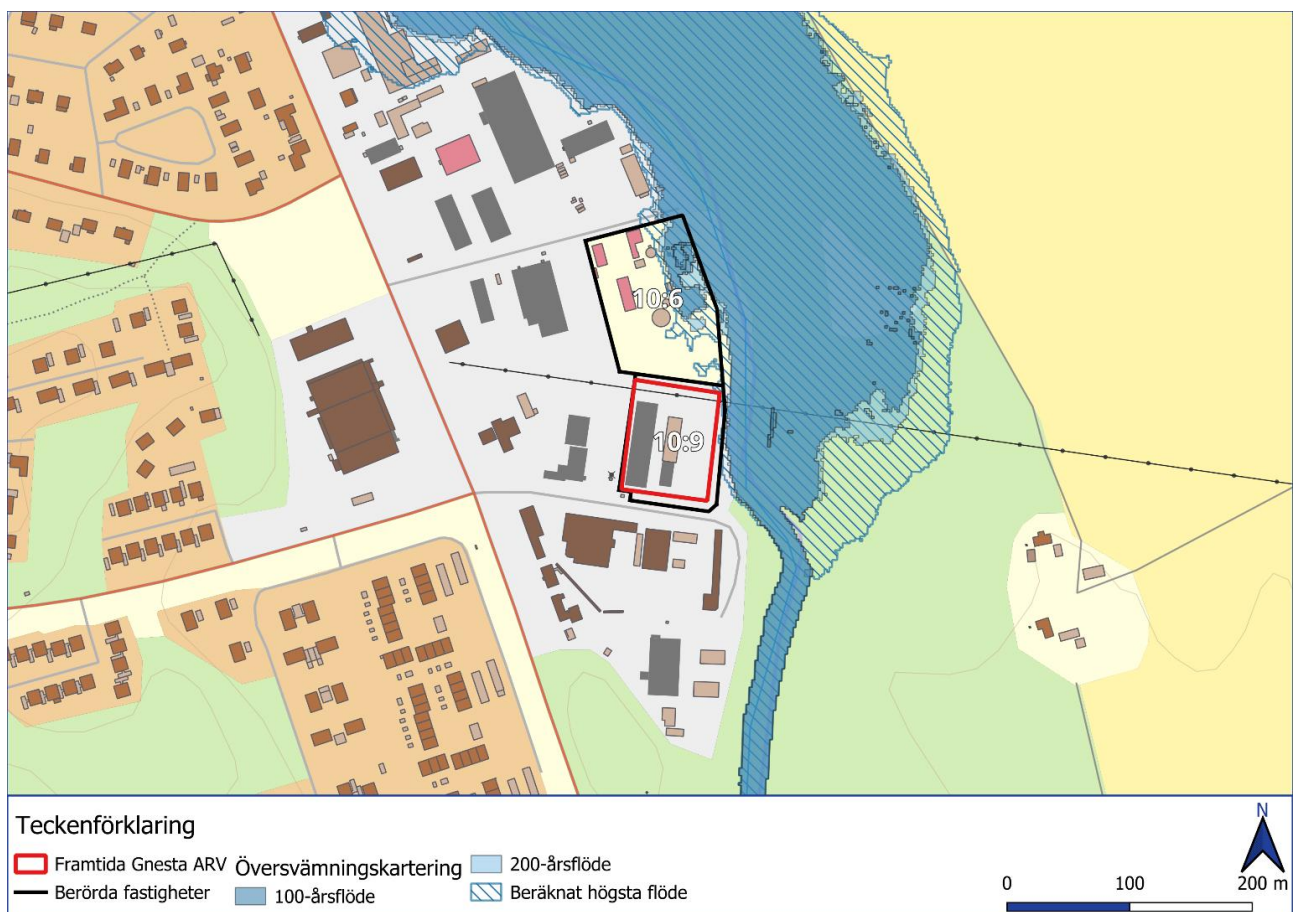 10:6
10:9
Teckenförklaring
Framtida Gnesta ARV
Berörda fastigheter
Översvämningskartering
100-årsflöde
200-årsflöde
Beräknat högsta flöde
N
0 100 200 m